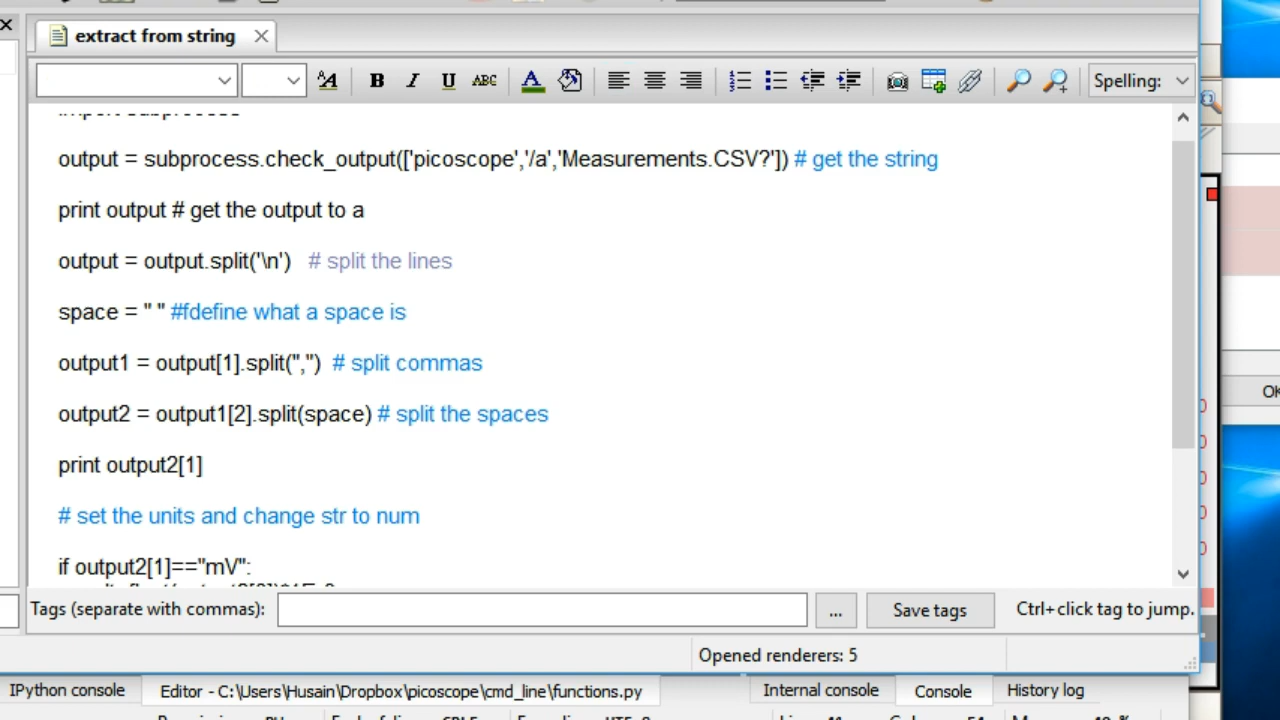 extract from string
A B I U ABC A Spelling:
import subprocess
output = subprocess.check_output(['picoscope','/a','Measurements.CSV?']) # get the string
print output # get the output to a
output = output.split('\n') # split the lines
space = " " #fdefine what a space is
output1 = output[1].split(",") # split commas
output2 = output1[2].split(space) # split the spaces
print output2[1]
# set the units and change str to num
if output2[1]=="mV":
Tags (separate with commas): ... Save tags Ctrl+click tag to jump.
Opened renderers: 5
IPython console Editor - C:\Users\Husain\Dropbox\picoscope\cmd_line\functions.py Internal console Console History log